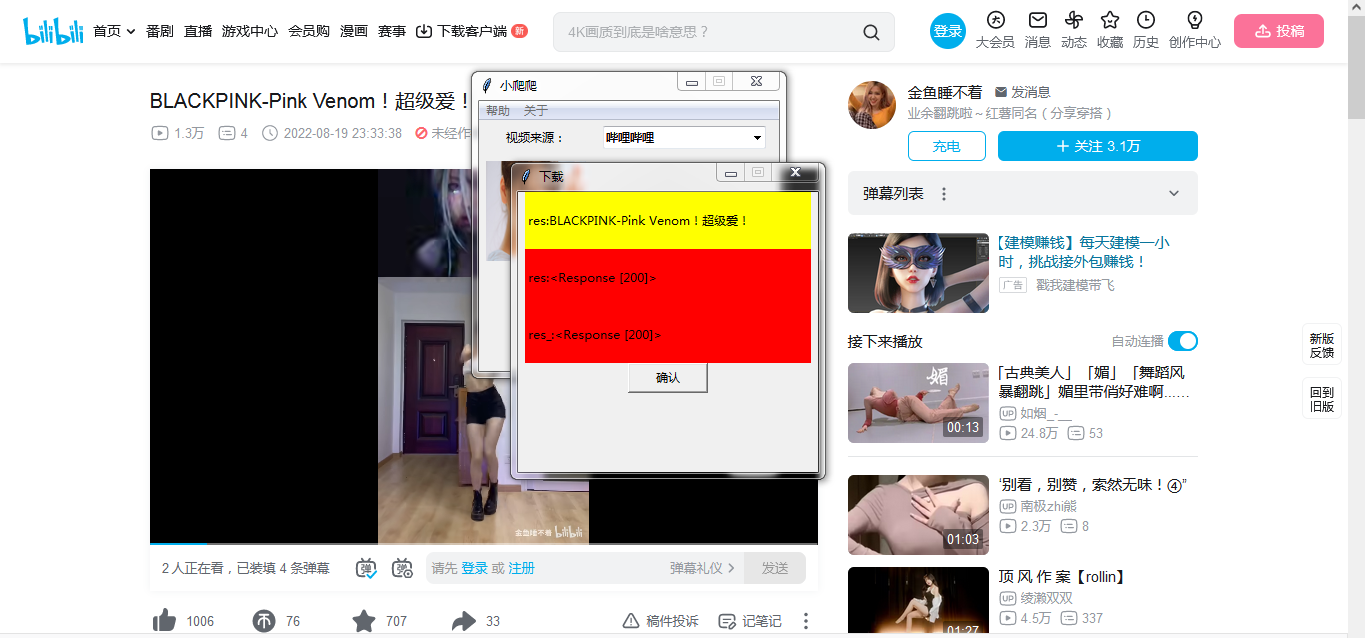 bilibili 首页 番剧 直播 游戏中心 会员购 漫画 赛事 下载客户端 新
4K画质到底是啥意思？
登录 大会员 消息 动态 收藏 历史 创作中心 投稿
BLACKPINK-Pink Venom！超级爱！
1.3万 4 2022-08-19 23:33:38 未经作
小爬爬
帮助 关于
视频来源： 哔哩哔哩
下载
res:BLACKPINK-Pink Venom！超级爱！
res:<Response [200]>
res_:<Response [200]>
确认
金鱼睡不着 bilibili
2 人正在看，已装填 4 条弹幕
弹 弹
请先 登录 或 注册 弹幕礼仪 发送
1006 76 707 33 稿件投诉 记笔记
金鱼睡不着 发消息
业余翻跳啦～红薯同名（分享穿搭）
充电 关注 3.1万
弹幕列表
【建模赚钱】每天建模一小
时，挑战接外包赚钱！
广告 戳我建模带飞
接下来播放 自动连播
媚
00:13
「古典美人」「媚」「舞蹈风
暴翻跳」媚里带俏好难啊......
UP 如烟_-__
24.8万 53
01:03
‘别看，别赞，索然无味！④”
UP 南极zhi熊
2.3万 8
01:27
顶 风 作 案【rollin】
UP 绫濑双双
4.5万 337
新版
反馈
回到
旧版